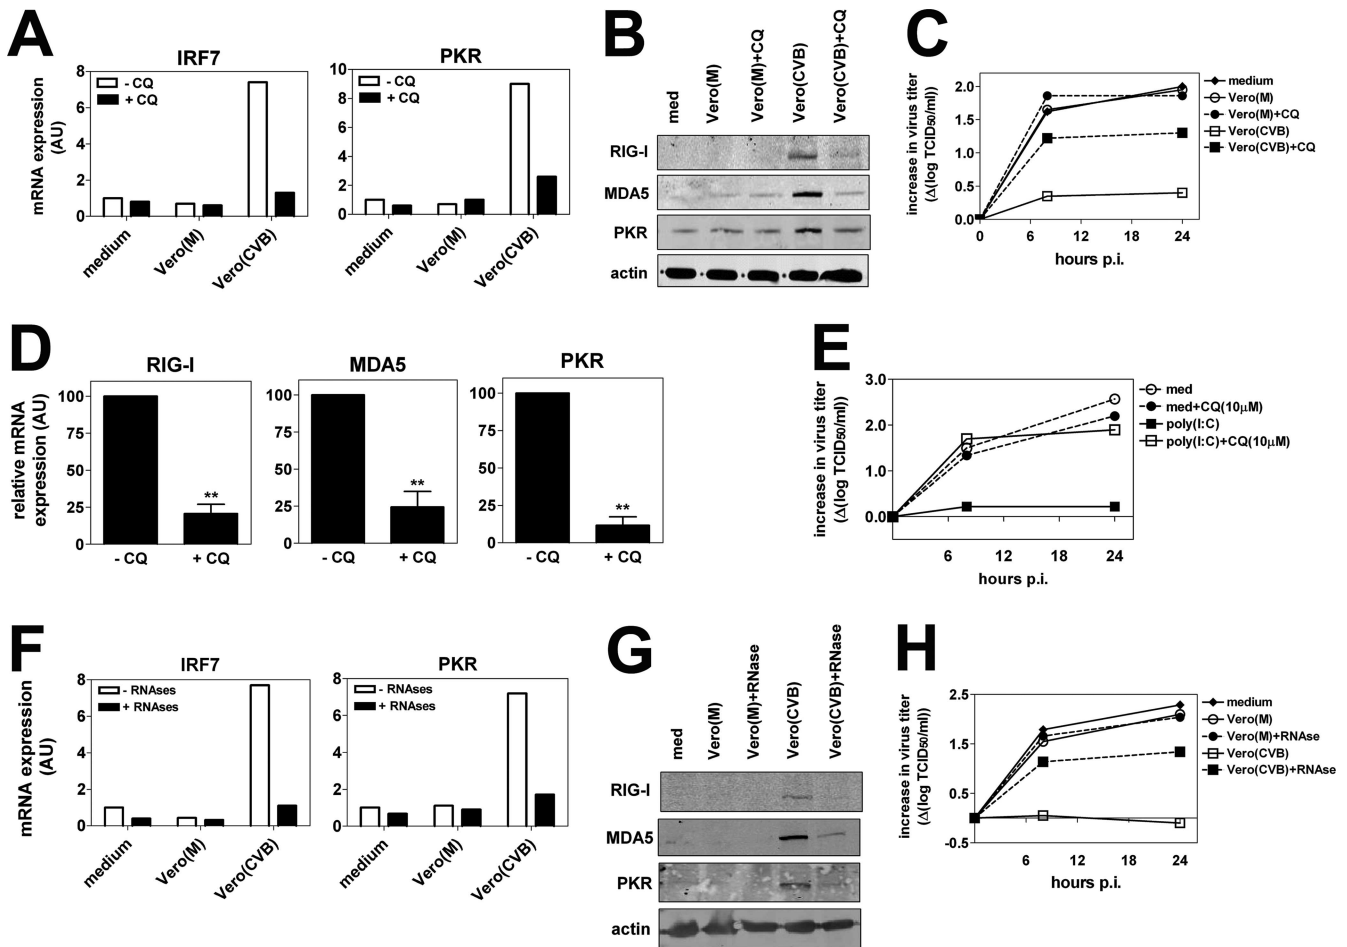 A
IRF7
mRNA expression
(AU)
8
6
4
2
0
- CQ
+ CQ
medium
Vero(M)
Vero(CVB)
PKR
10
8
6
4
2
0
- CQ
+ CQ
medium
Vero(M)
Vero(CVB)
B
med
Vero(M)
Vero(M)+CQ
Vero(CVB)
Vero(CVB)+CQ
RIG-I
MDA5
PKR
actin
C
increase in virus titer
(Δ(log TCID50/ml))
2.0
1.5
1.0
0.5
0.0
0 6 12 18 24
hours p.i.
medium
Vero(M)
Vero(M)+CQ
Vero(CVB)
Vero(CVB)+CQ
D
relative mRNA
expression (AU)
RIG-I
100
75
50
25
0
**
- CQ + CQ
MDA5
100
75
50
25
0
**
- CQ + CQ
PKR
100
75
50
25
0
**
- CQ + CQ
E
increase in virus titer
(Δ(log TCID50/ml))
3.0
2.0
1.0
0.0
6 12 18 24
hours p.i.
med
med+CQ(10µM)
poly(I:C)
poly(I:C)+CQ(10µM)
F
IRF7
mRNA expression
(AU)
8
6
4
2
0
- RNAses
+ RNAses
medium
Vero(M)
Vero(CVB)
PKR
8
6
4
2
0
- RNAses
+ RNAses
medium
Vero(M)
Vero(CVB)
G
med
Vero(M)
Vero(M)+RNase
Vero(CVB)
Vero(CVB)+RNase
RIG-I
MDA5
PKR
actin
H
increase in virus titer
(Δ(log TCID50/ml))
2.5
1.5
0.5
-0.5
6 12 18 24
hours p.i.
medium
Vero(M)
Vero(M)+RNAse
Vero(CVB)
Vero(CVB)+RNAse